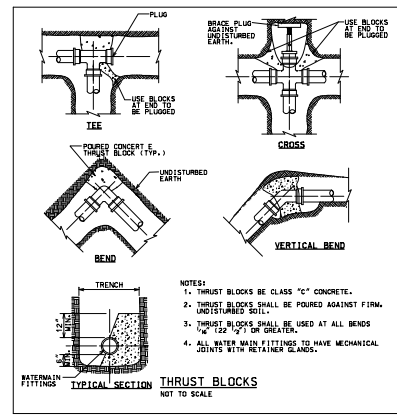 PLUG
USE BLOCKS
AT END TO
BE PLUGGED
TEE
BRACE PLUG
AGAINST
UNDISTURBED
EARTH.
USE BLOCKS
AT END TO
BE PLUGGED
CROSS
POURED CONCERT E
THRUST BLOCK (TYP.)
UNDISTURBED
EARTH
BEND
VERTICAL BEND
TRENCH
12"
MIN.
6"
MIN.
WATERMAIN
FITTINGS
TYPICAL SECTION
NOTES:
1. THRUST BLOCKS BE CLASS "C" CONCRETE.
2. THRUST BLOCKS SHALL BE POURED AGAINST FIRM,
UNDISTURBED SOIL.
3. THRUST BLOCKS SHALL BE USED AT ALL BENDS
1/16" (22 1/2°) OR GREATER.
4. ALL WATER MAIN FITTINGS TO HAVE MECHANICAL
JOINTS WITH RETAINER GLANDS.
THRUST BLOCKS
NOT TO SCALE